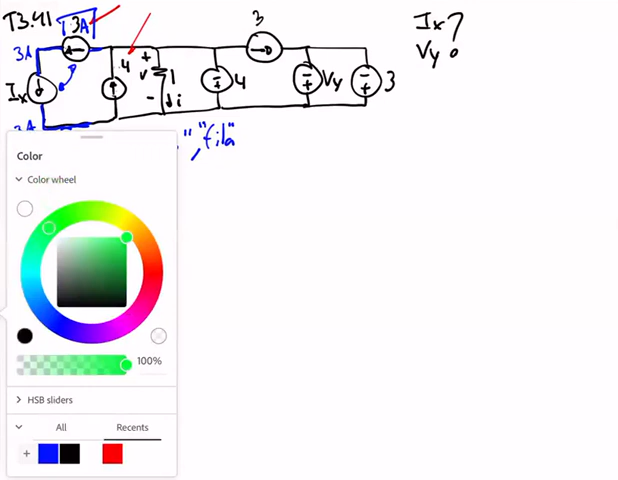 T3.41
3A
3
Ix?
Vy
3A
4
+
v
-
1
i
4
Vy
3
Ix
3A
", "fila"
Color
Color wheel
100%
HSB sliders
All Recents